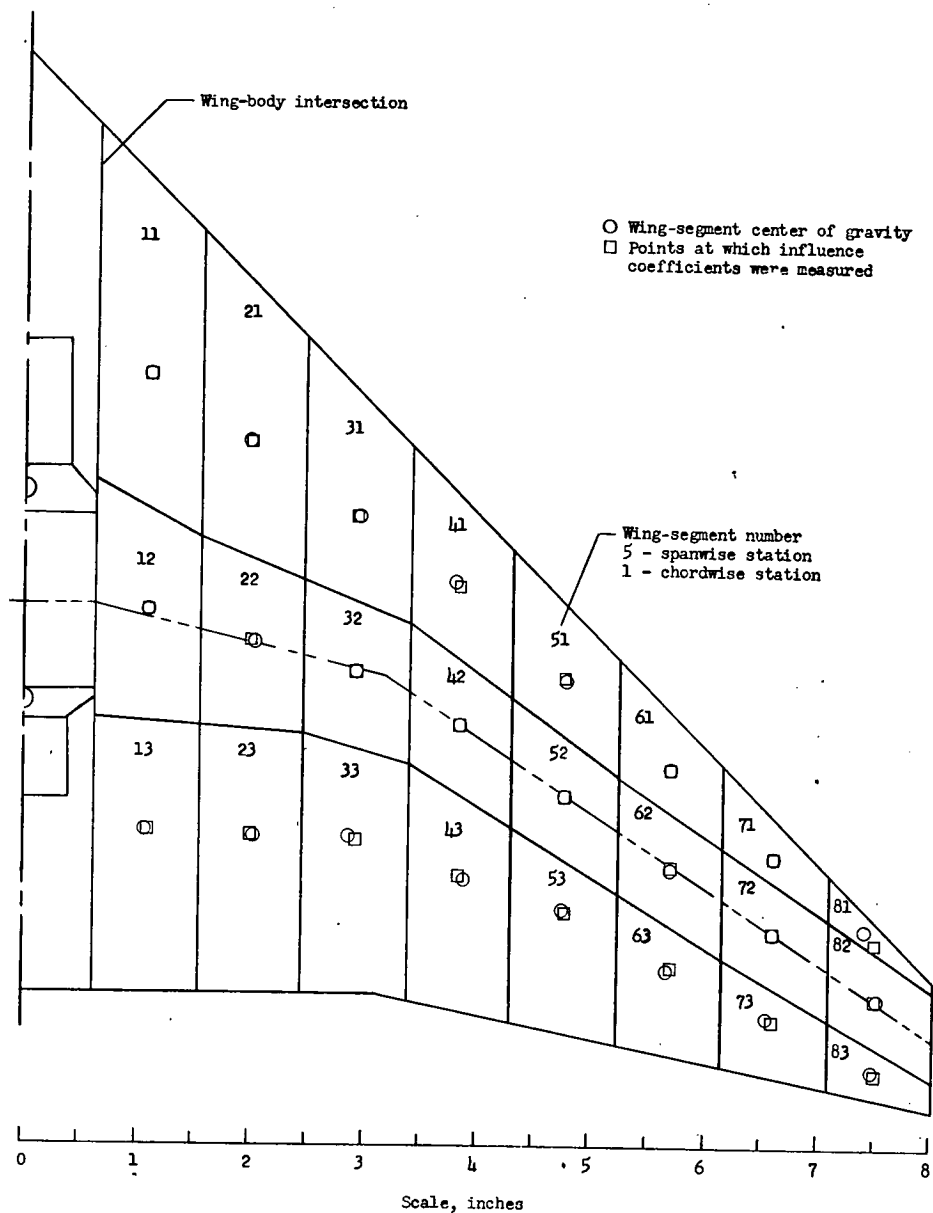 Wing-body intersection
11
○ Wing-segment center of gravity
□ Points at which influence
coefficients were measured
21
31
41
Wing-segment number
5 - spanwise station
1 - chordwise station
12
22
32
51
42
61
13
23
33
52
62
71
43
53
72
81
82
63
73
83
0 1 2 3 4 5 6 7 8
Scale, inches